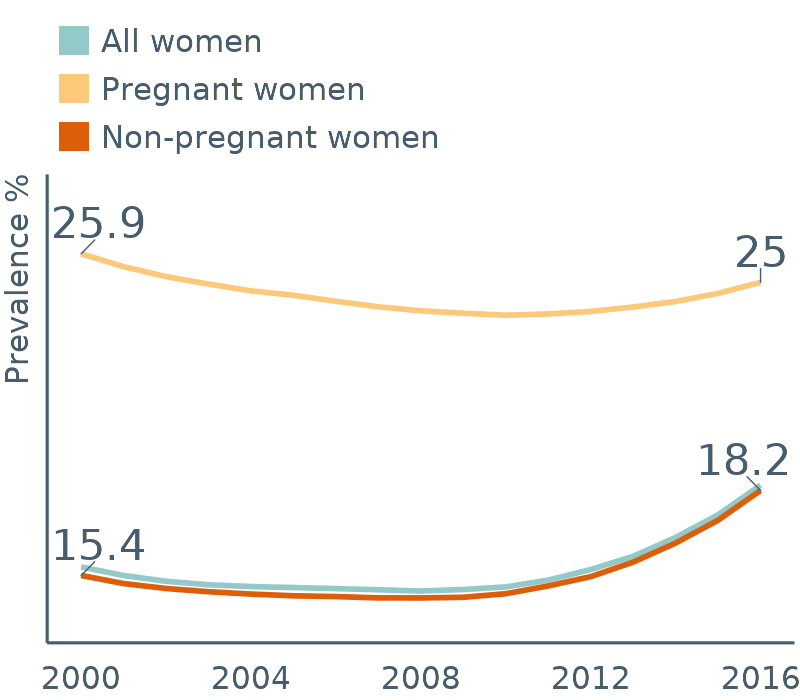 All women
Pregnant women
Non-pregnant women
Prevalence %
25.9
25
18.2
15.4
2000 2004 2008 2012 2016